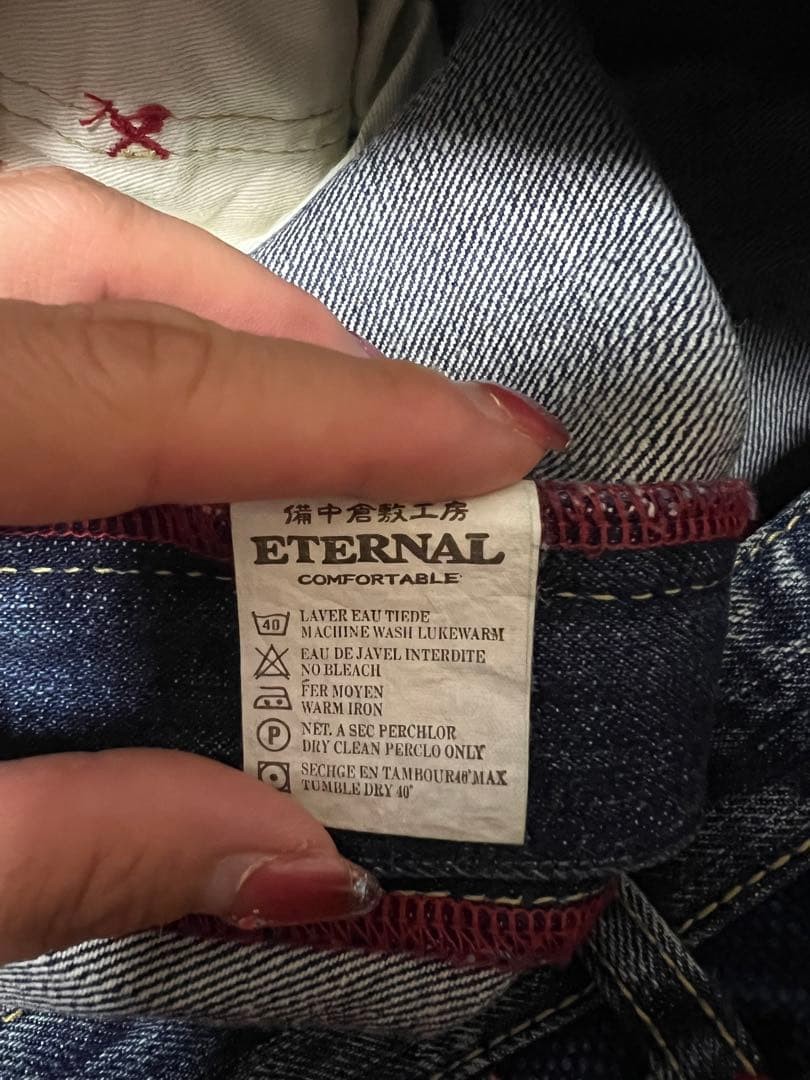 備中倉敷工房
ETERNAL
COMFORTABLE
40
LAVER EAU TIEDE
MACHINE WASH LUKEWARM
EAU DE JAVEL INTERDITE
NO BLEACH
FER MOYEN
WARM IRON
P
NET. A SEC PERCHLOR
DRY CLEAN PERCLO ONLY
SECHGE EN TAMBOUR40°MAX
TUMBLE DRY 40°